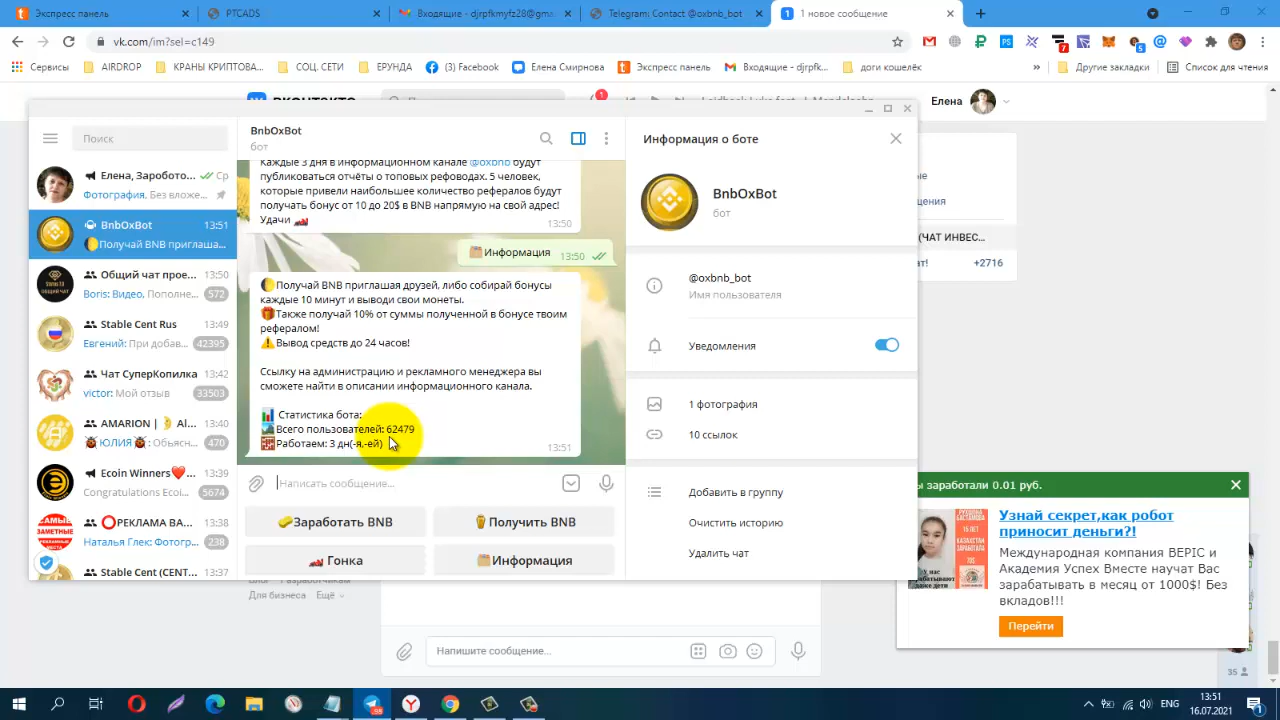 Экспресс панель
PTCADS
Входящие - djrpfkmyfz28@gma
Telegram: Contact @oxbnb_bot
1 новое сообщение
vk.com/im?sel=c149
Сервисы
AIRDROP
КРАНЫ КРИПТОВА...
СОЦ. СЕТИ
ЕРУНДА
(3) Facebook
Елена Смирнова
Экспресс панель
Входящие - djrpfk...
доги кошелёк
»
Другие закладки
Список для чтения
Елена
Поиск
BnbOxBot
бот
Информация о боте
Елена, Заробото...
Ср
Фотография. Без вложе...
BnbOxBot
13:51
Получай BNB приглаша...
Общий чат прое...
13:50
Boris: Видео, Пополне...
572
Stable Cent Rus
13:49
Евгений: При добав...
42395
Чат СуперКопилка
13:42
victor: Мой отзыв
33503
AMARION | Al...
13:40
ЮЛИЯ : Обьясн...
470
Ecoin Winners
13:39
Congratulations Ecoi...
5674
РЕКЛАМА ВА...
13:38
Наталья Глек: Фотогр...
238
Stable Cent (CENT...
13:37
Каждые 3 дня в информационном канале @oxbnb будут
публиковаться отчёты о топовых рефоводах. 5 человек,
которые привели наибольшее количество рефералов будут
получать бонус от 10 до 20$ в BNB напрямую на свой адрес!
Удачи
13:50
Информация
13:50
Получай BNB приглашая друзей, либо собирай бонусы
каждые 10 минут и выводи свои монеты.
Также получай 10% от суммы полученной в бонусе твоим
рефералом!
Вывод средств до 24 часов!
Ссылку на администрацию и рекламного менеджера вы
сможете найти в описании информационного канала.
Статистика бота:
Всего пользователей: 62479
Работаем: 3 дн(-я,-ей)
13:51
Написать сообщение...
Заработать BNB
Получить BNB
Гонка
Информация
BnbOxBot
бот
@oxbnb_bot
Имя пользователя
Уведомления
1 фотография
10 ссылок
Добавить в группу
Очистить историю
Удалить чат
(ЧАТ ИНВЕС...
+2716
заработали 0.01 руб.
Узнай секрет,как робот
приносит деньги?!
Международная компания BEPIC и
Академия Успех Вместе научат Вас
зарабатывать в месяц от 1000$! Без
вкладов!!!
Перейти
Для бизнеса
Ещё
Напишите сообщение...
35
ENG
13:51
16.07.2021